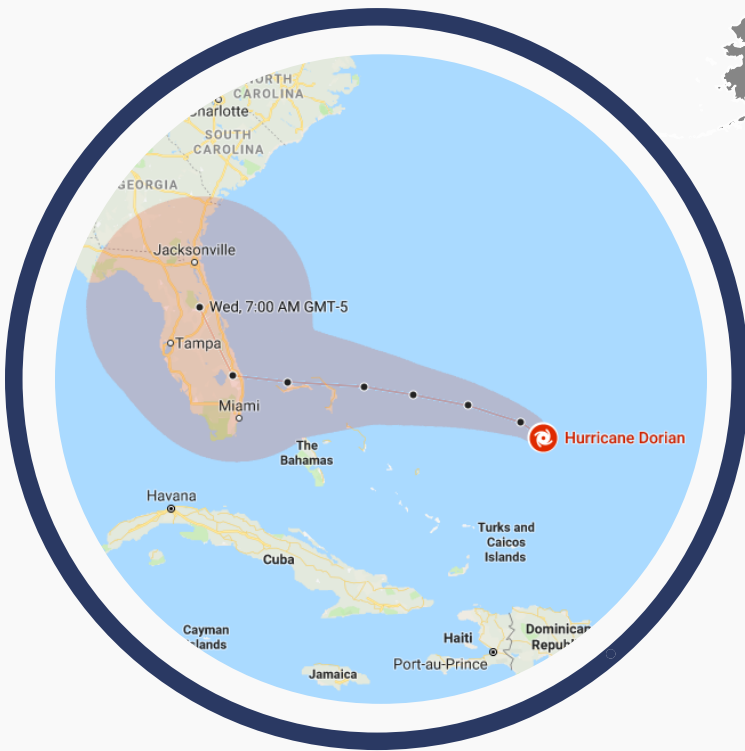 NORTH
CAROLINA
Charlotte
SOUTH
CAROLINA
GEORGIA
Jacksonville
Wed, 7:00 AM GMT-5
Tampa
Miami
Hurricane Dorian
The
Bahamas
Havana
Turks and
Caicos
Islands
Cuba
Cayman
Islands
Haiti
Dominican
Republ
Port-au-Prince
Jamaica